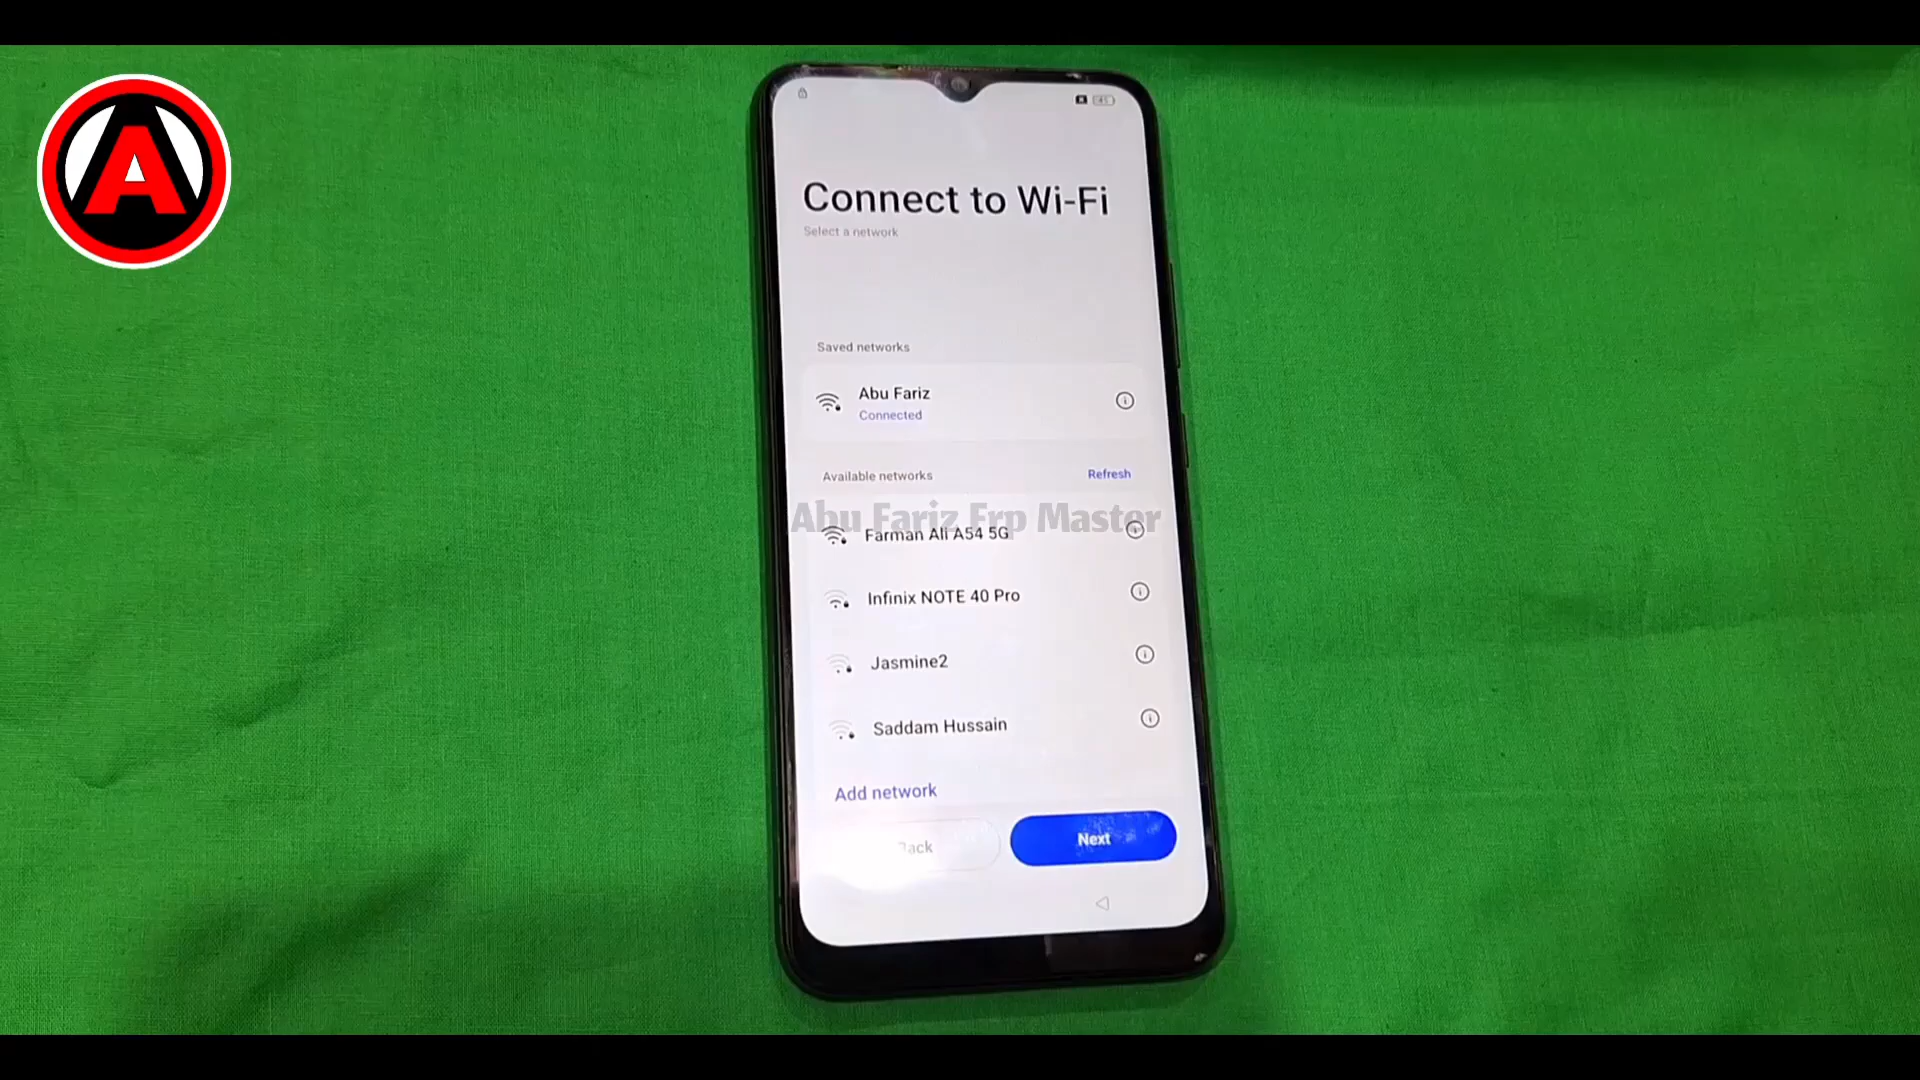 A
Connect to Wi-Fi
Select a network
Saved networks
Abu Fariz
Connected
Available networks
Refresh
Abu Fariz Frp Master
Farman Ali A54 5G
Infinix NOTE 40 Pro
Jasmine2
Saddam Hussain
Add network
Back
Next